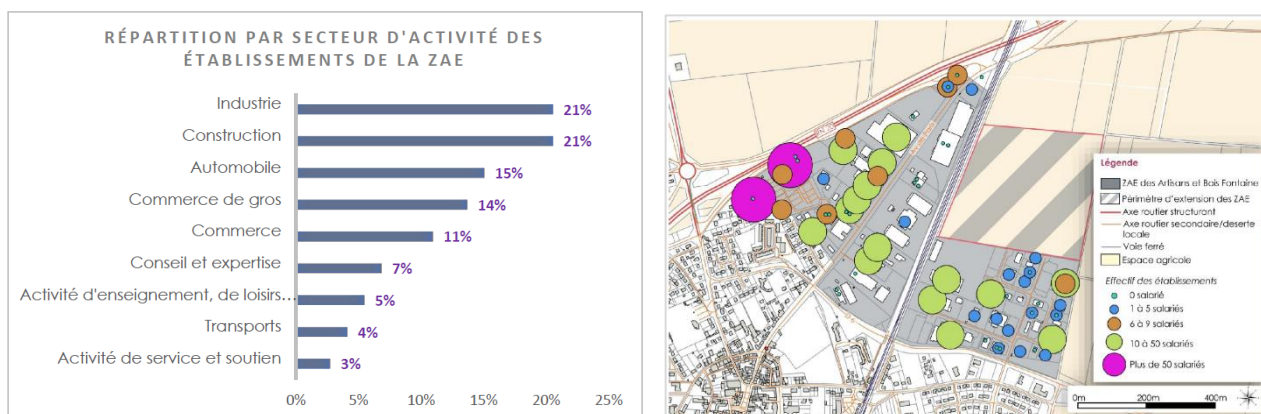 RÉPARTITION PAR SECTEUR D'ACTIVITÉ DES
ÉTABLISSEMENTS DE LA ZAE
Industrie 21%
Construction 21%
Automobile 15%
Commerce de gros 14%
Commerce 11%
Conseil et expertise 7%
Activité d'enseignement, de loisirs... 5%
Transports 4%
Activité de service et soutien 3%
0% 5% 10% 15% 20% 25%
Légende
ZAE des Artisans et Bois Fontaine
Périmètre d'extension des ZAE
Axe routier structurant
Axe routier secondaire/deserte
locale
Voie ferré
Espace agricole
Effectif des établissements
0 salarié
1 à 5 salariés
6 à 9 salariés
10 à 50 salariés
Plus de 50 salariés
0m 200m 400m